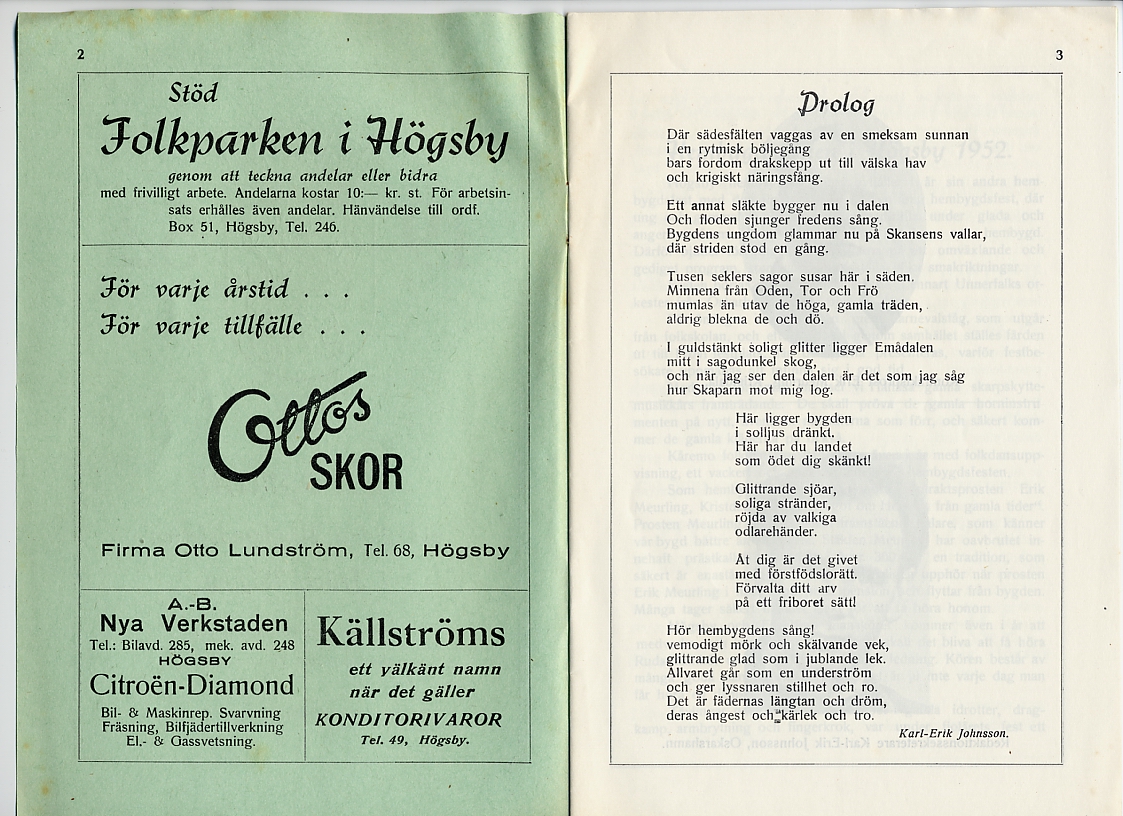 2
Stöd
Folkparken i Högsby
genom att teckna andelar eller bidra
med frivilligt arbete. Andelarna kostar 10:— kr. st. För arbetsin-
sats erhålles även andelar. Hänvändelse till ordf.
Box 51, Högsby, Tel. 246.
För varje årstid . . .
För varje tillfälle . . .
Ottos
SKOR
Firma Otto Lundström, Tel. 68, Högsby
A.-B.
Nya Verkstaden
Tel.: Bilavd. 285, mek. avd. 248
HÖGSBY
Citroën-Diamond
Bil- & Maskinrep. Svarvning
Fräsning, Bilfjädertillverkning
El.- & Gassvetsning.
Källströms
ett välkänt namn
när det gäller
KONDITORIVAROR
Tel. 49, Högsby.
3
Prolog
Där sädesfälten vaggas av en smeksam sunnan
i en rytmisk böljegång
bars fordom drakskepp ut till välska hav
och krigiskt näringsfång.
Ett annat släkte bygger nu i dalen
Och floden sjunger fredens sång.
Bygdens ungdom glammar nu på Skansens vallar,
där striden stod en gång.
Tusen seklers sagor susar här i säden.
Minnena från Oden, Tor och Frö
mumlas än utav de höga, gamla träden,
aldrig blekna de och dö.
I guldstänkt soligt glitter ligger Emådalen
mitt i sagodunkel skog,
och när jag ser den dalen är det som jag såg
hur Skaparn mot mig log.
Här ligger bygden
i solljus dränkt.
Här har du landet
som ödet dig skänkt!
Glittrande sjöar,
soliga stränder,
röjda av valkiga
odlarehänder.
Åt dig är det givet
med förstfödslorätt.
Förvalta ditt arv
på ett friboret sätt!
Hör hembygdens sång!
vemodigt mörk och skälvande vek,
glittrande glad som i jublande lek.
Allvaret går som en underström
och ger lyssnaren stillhet och ro.
Det är fädernas längtan och dröm,
deras ångest och kärlek och tro.
Karl-Erik Johnsson.